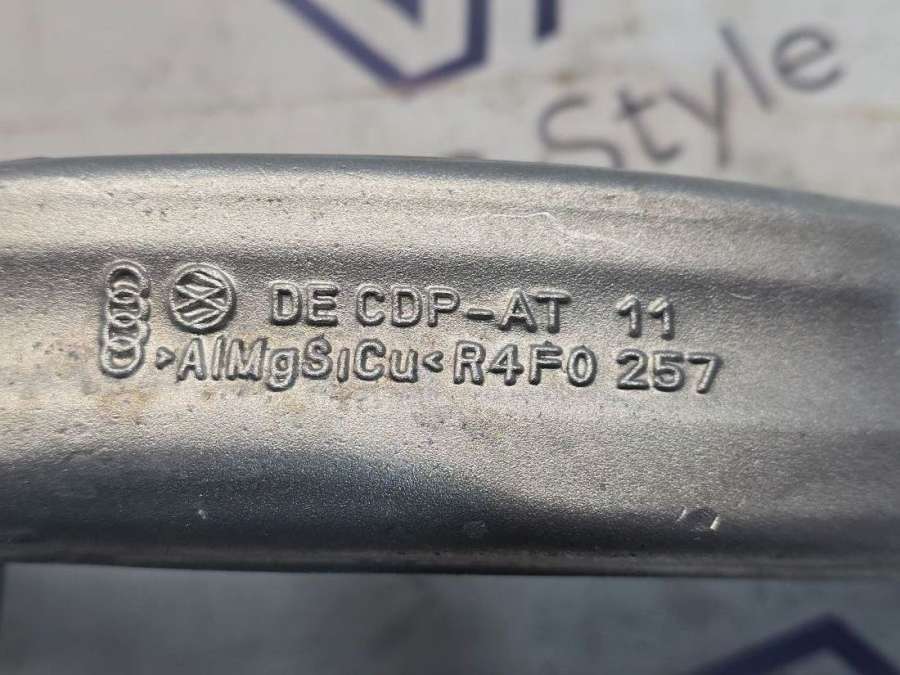 Style
DE CDP-AT 11
>AlMgSiCu< R4F0 257